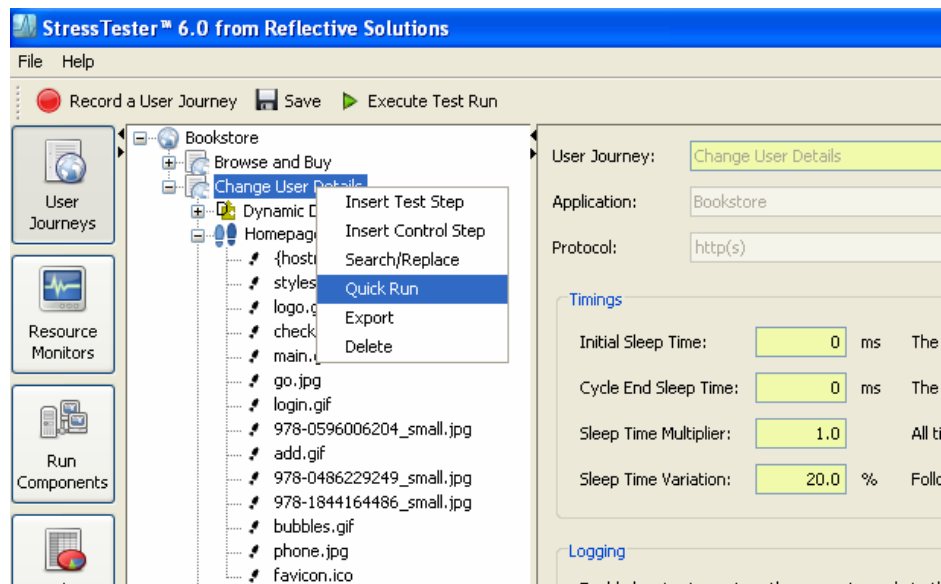 StressTester™ 6.0 from Reflective Solutions
File Help
Record a User Journey Save Execute Test Run
User Journeys
Resource Monitors
Run Components
Bookstore
Browse and Buy
Change User Details
Dynamic
Homepag
{host
styles
logo.g
check
main.
go.jpg
login.gif
978-0596006204_small.jpg
add.gif
978-0486229249_small.jpg
978-1844164486_small.jpg
bubbles.gif
phone.jpg
favicon.ico
Insert Test Step
Insert Control Step
Search/Replace
Quick Run
Export
Delete
User Journey: Change User Details
Application: Bookstore
Protocol: http(s)
Timings
Initial Sleep Time: 0 ms The
Cycle End Sleep Time: 0 ms The
Sleep Time Multiplier: 1.0 All ti
Sleep Time Variation: 20.0 % Follo
Logging